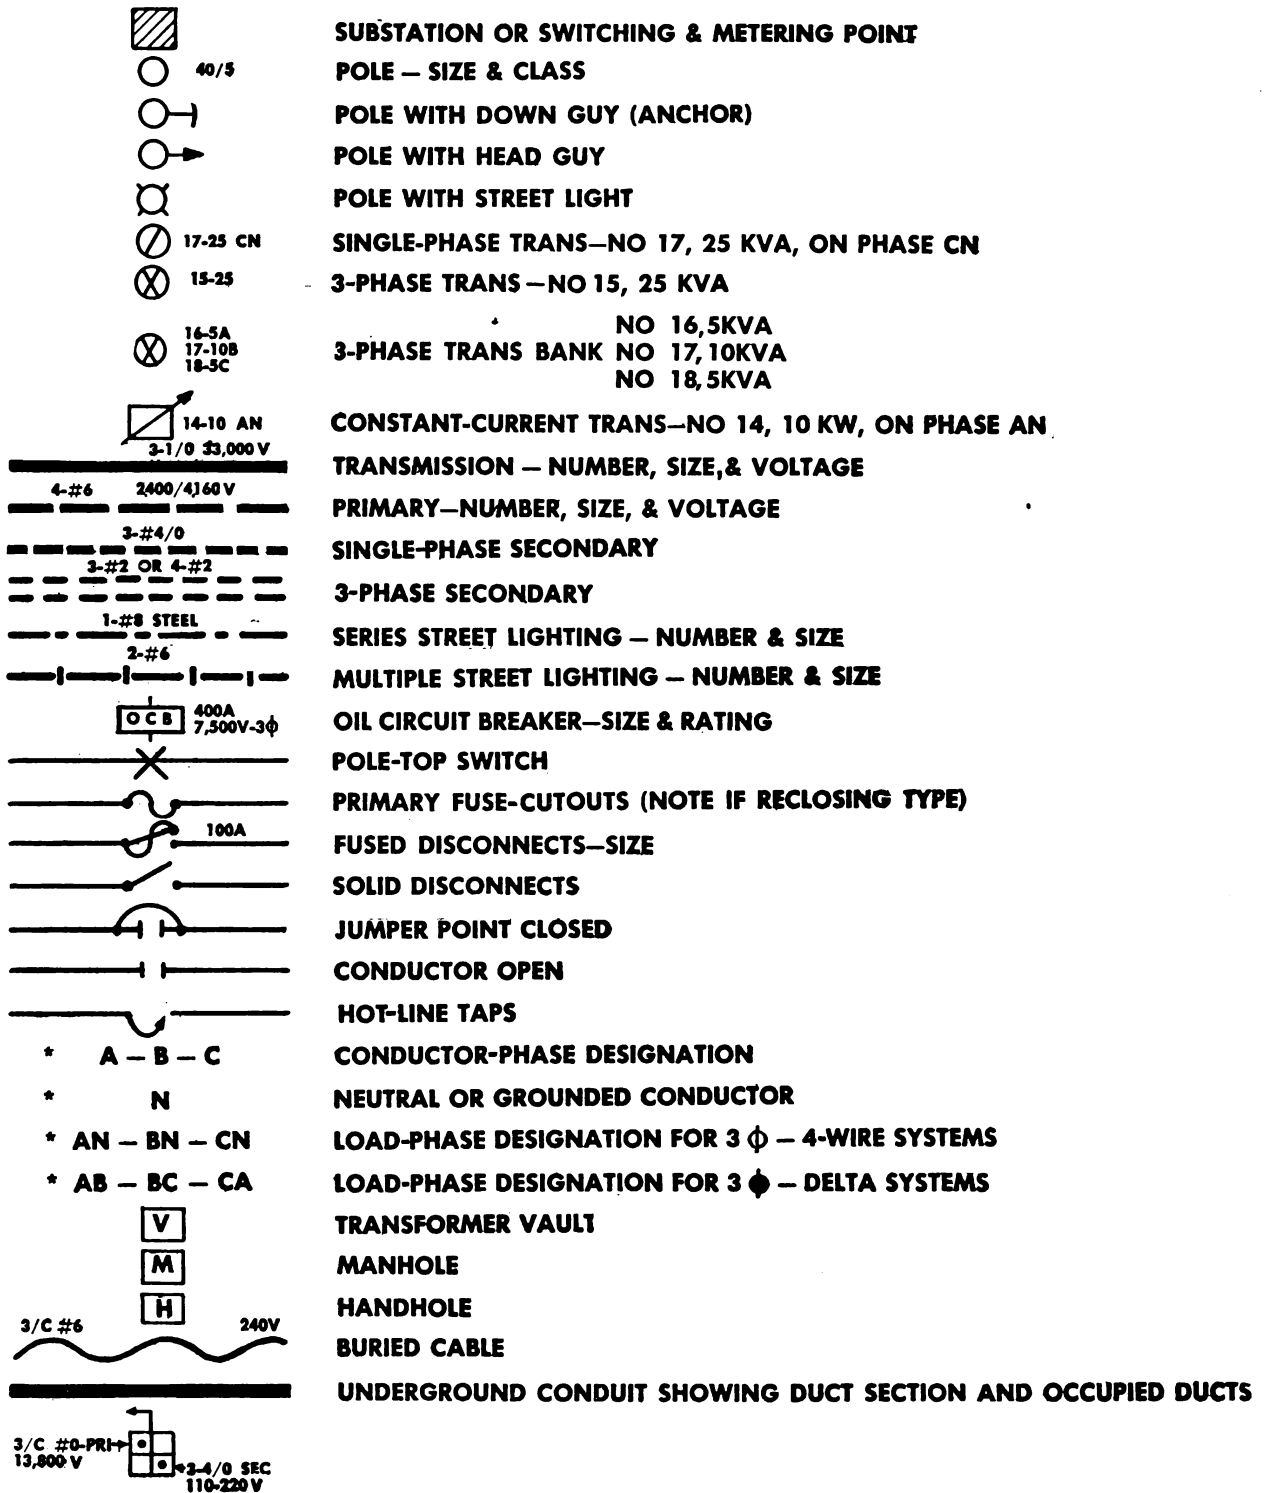 SUBSTATION OR SWITCHING & METERING POINT
40/5 POLE — SIZE & CLASS
POLE WITH DOWN GUY (ANCHOR)
POLE WITH HEAD GUY
POLE WITH STREET LIGHT
17-25 CN SINGLE-PHASE TRANS—NO 17, 25 KVA, ON PHASE CN
15-25 3-PHASE TRANS—NO 15, 25 KVA
16-5A NO 16,5KVA
17-10B 3-PHASE TRANS BANK NO 17,10KVA
18-5C NO 18,5KVA
14-10 AN CONSTANT-CURRENT TRANS—NO 14, 10 KW, ON PHASE AN
3-1/0 33,000 V
TRANSMISSION — NUMBER, SIZE,& VOLTAGE
4-#6 2400/4,160 V
PRIMARY—NUMBER, SIZE, & VOLTAGE
3-#4/0
SINGLE-PHASE SECONDARY
3-#2 OR 4-#2
3-PHASE SECONDARY
1-#8 STEEL
SERIES STREET LIGHTING — NUMBER & SIZE
2-#6
MULTIPLE STREET LIGHTING — NUMBER & SIZE
OCB 400A
7,500V-3ϕ OIL CIRCUIT BREAKER—SIZE & RATING
POLE-TOP SWITCH
PRIMARY FUSE-CUTOUTS (NOTE IF RECLOSING TYPE)
100A
FUSED DISCONNECTS—SIZE
SOLID DISCONNECTS
JUMPER POINT CLOSED
CONDUCTOR OPEN
HOT-LINE TAPS
* A — B — C CONDUCTOR-PHASE DESIGNATION
* N NEUTRAL OR GROUNDED CONDUCTOR
* AN — BN — CN LOAD-PHASE DESIGNATION FOR 3 ϕ — 4-WIRE SYSTEMS
* AB — BC — CA LOAD-PHASE DESIGNATION FOR 3 ϕ — DELTA SYSTEMS
V TRANSFORMER VAULT
M MANHOLE
H HANDHOLE
3/C #6 240V
BURIED CABLE
UNDERGROUND CONDUIT SHOWING DUCT SECTION AND OCCUPIED DUCTS
3/C #0-PRI
13,800 V
3-4/0 SEC
110-220 V